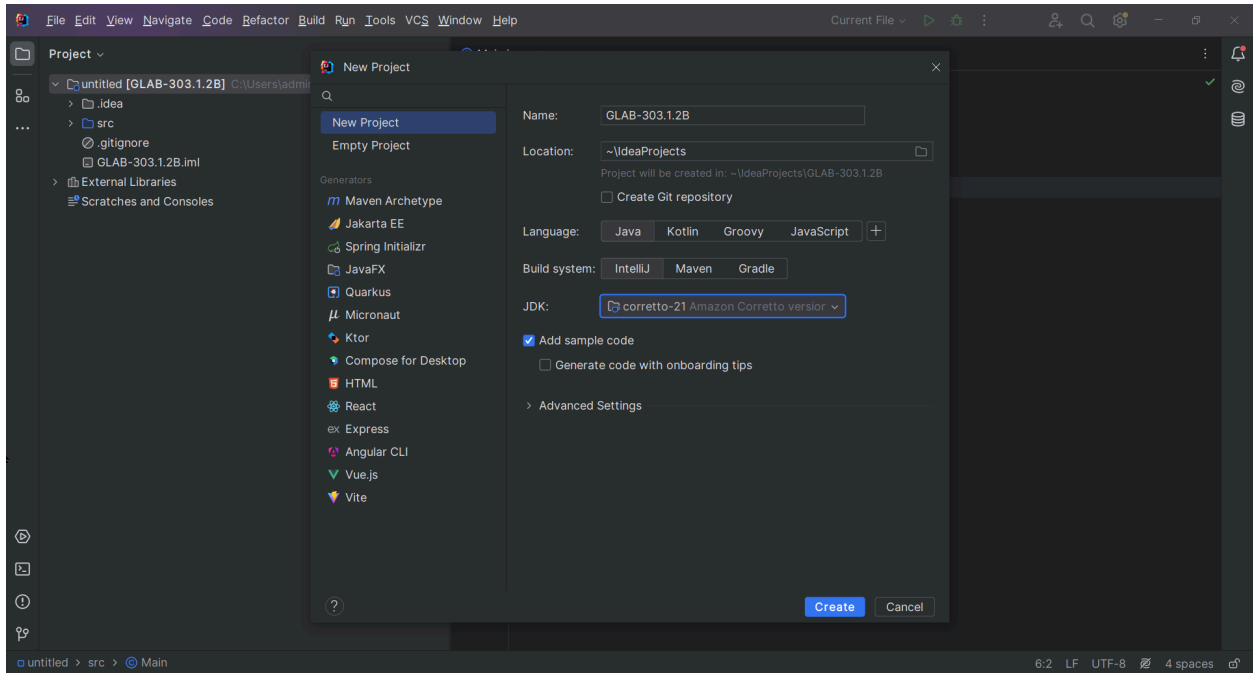 File Edit View Navigate Code Refactor Build Run Tools VCS Window Help Current File
Project
untitled [GLAB-303.1.2B] C:\Users\admi
.idea
src
.gitignore
GLAB-303.1.2B.iml
External Libraries
Scratches and Consoles
New Project
New Project
Empty Project
Generators
Maven Archetype
Jakarta EE
Spring Initializr
JavaFX
Quarkus
Micronaut
Ktor
Compose for Desktop
HTML
React
ex Express
Angular CLI
Vue.js
Vite
Name: GLAB-303.1.2B
Location: ~\IdeaProjects
Project will be created in: ~\IdeaProjects\GLAB-303.1.2B
Create Git repository
Language: Java Kotlin Groovy JavaScript +
Build system: IntelliJ Maven Gradle
JDK: corretto-21 Amazon Corretto versior
Add sample code
Generate code with onboarding tips
Advanced Settings
? Create Cancel
untitled > src > Main 6:2 LF UTF-8 4 spaces